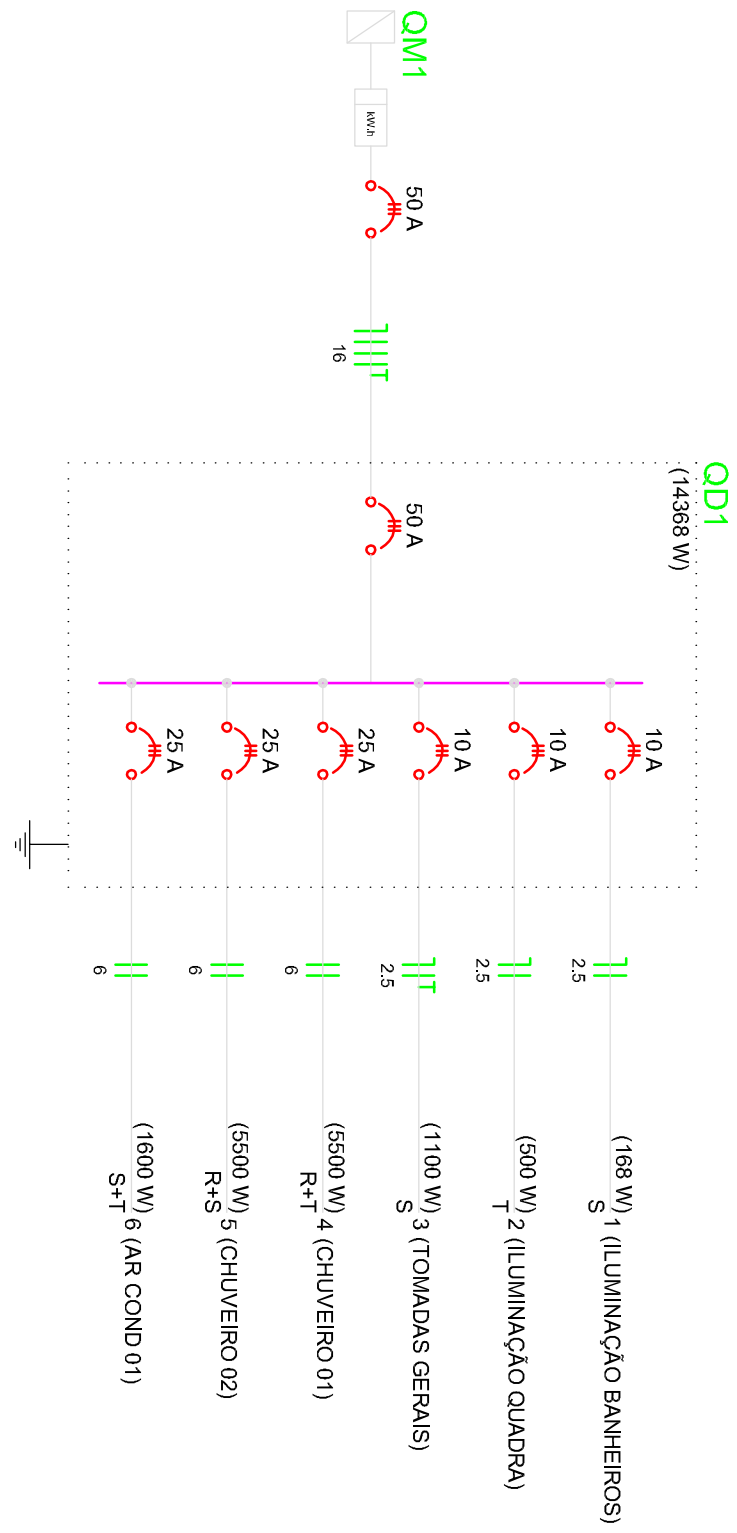 QM1
kW.h
50 A
16
QD1
(14368 W)
50 A
10 A
2.5
(168 W)
S
1 (ILUMINAÇÃO BANHEIROS)
10 A
2.5
(500 W)
T
2 (ILUMINAÇÃO QUADRA)
10 A
2.5
(1100 W)
S
3 (TOMADAS GERAIS)
25 A
6
(5500 W)
R+T
4 (CHUVEIRO 01)
25 A
6
(5500 W)
R+S
5 (CHUVEIRO 02)
25 A
6
(1600 W)
S+T
6 (AR COND 01)